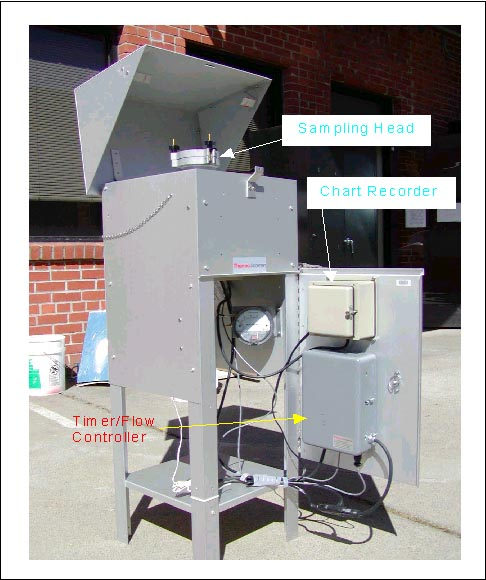 Sampling Head
Chart Recorder
Timer/Flow
Controller